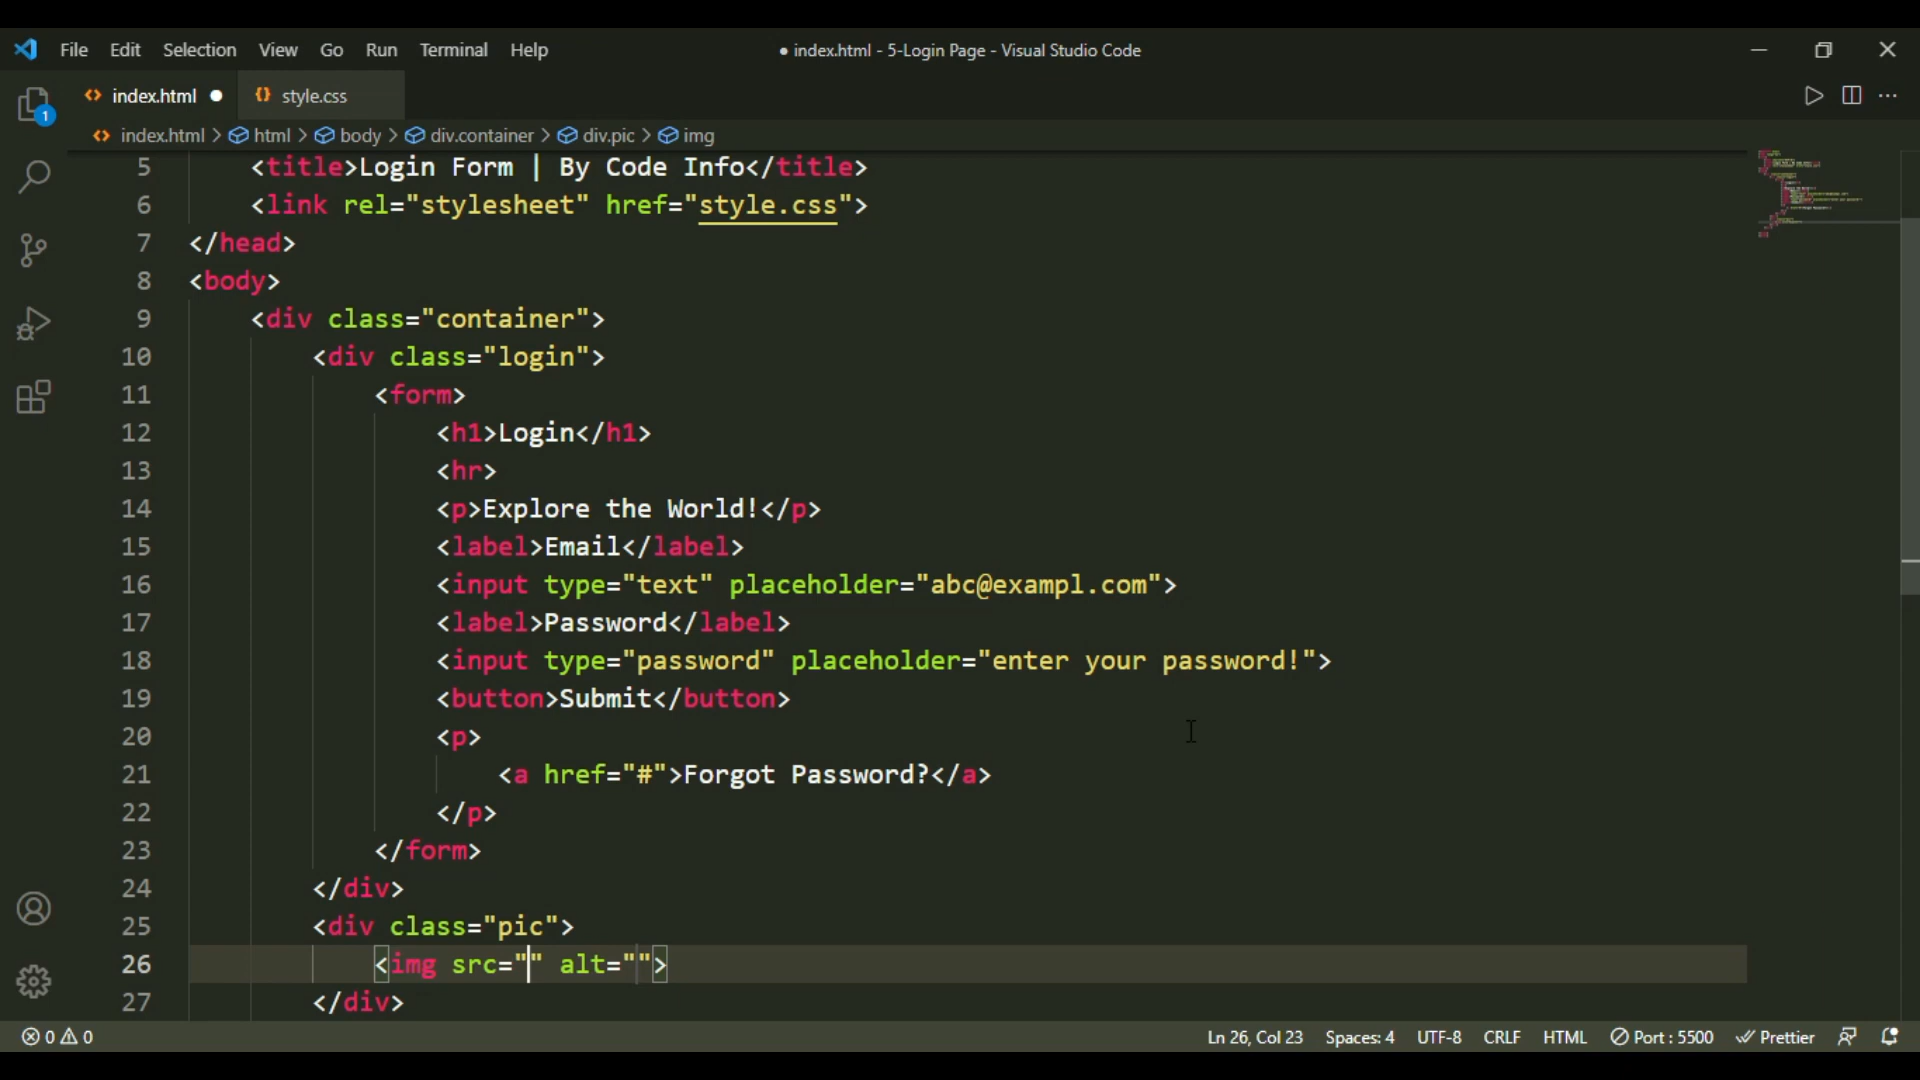 File Edit Selection View Go Run Terminal Help ● index.html - 5-Login Page - Visual Studio Code
index.html ● style.css
1
index.html > html > body > div.container > div.pic > img
5 <title>Login Form | By Code Info</title>
6 <link rel="stylesheet" href="style.css">
7 </head>
8 <body>
9 <div class="container">
10 <div class="login">
11 <form>
12 <h1>Login</h1>
13 <hr>
14 <p>Explore the World!</p>
15 <label>Email</label>
16 <input type="text" placeholder="abc@exampl.com">
17 <label>Password</label>
18 <input type="password" placeholder="enter your password!">
19 <button>Submit</button>
20 <p>
21 <a href="#">Forgot Password?</a>
22 </p>
23 </form>
24 </div>
25 <div class="pic">
26 <img src="" alt="">
27 </div>
0 0 Ln 26, Col 23 Spaces: 4 UTF-8 CRLF HTML Port : 5500 Prettier